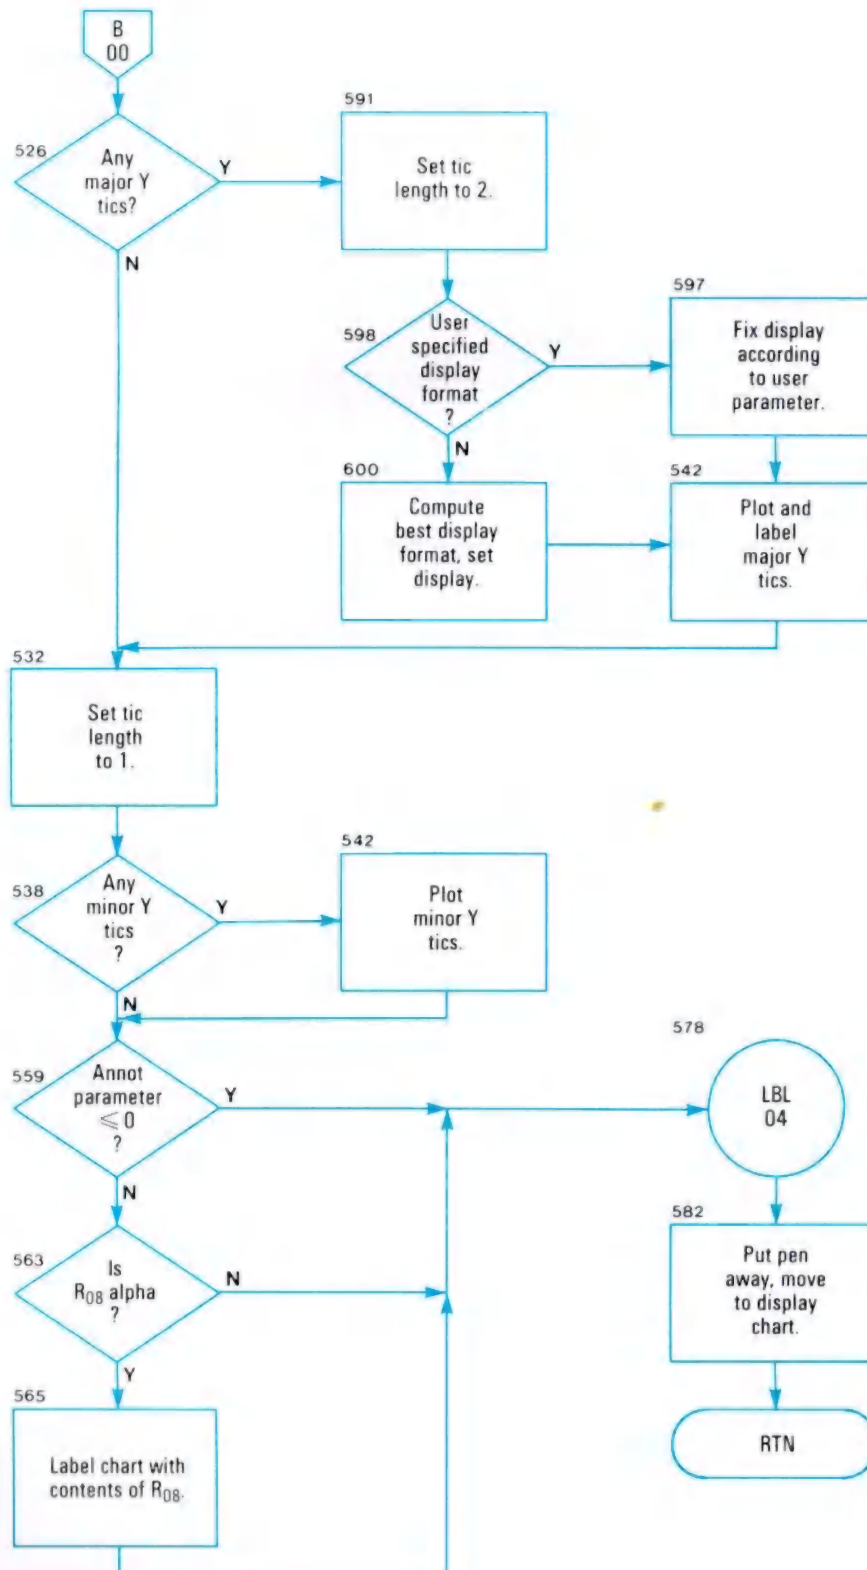 B
00
526
Any
major Y
tics?
Y
N
591
Set tic
length to 2.
598
User
specified
display
format
?
Y
N
597
Fix display
according
to user
parameter.
600
Compute
best display
format, set
display.
542
Plot and
label
major Y
tics.
532
Set tic
length
to 1.
538
Any
minor Y
tics
?
Y
N
542
Plot
minor Y
tics.
559
Annot
parameter
≤ 0
?
Y
N
578
LBL
04
563
Is
R08 alpha
?
N
Y
582
Put pen
away, move
to display
chart.
565
Label chart with
contents of R08.
RTN